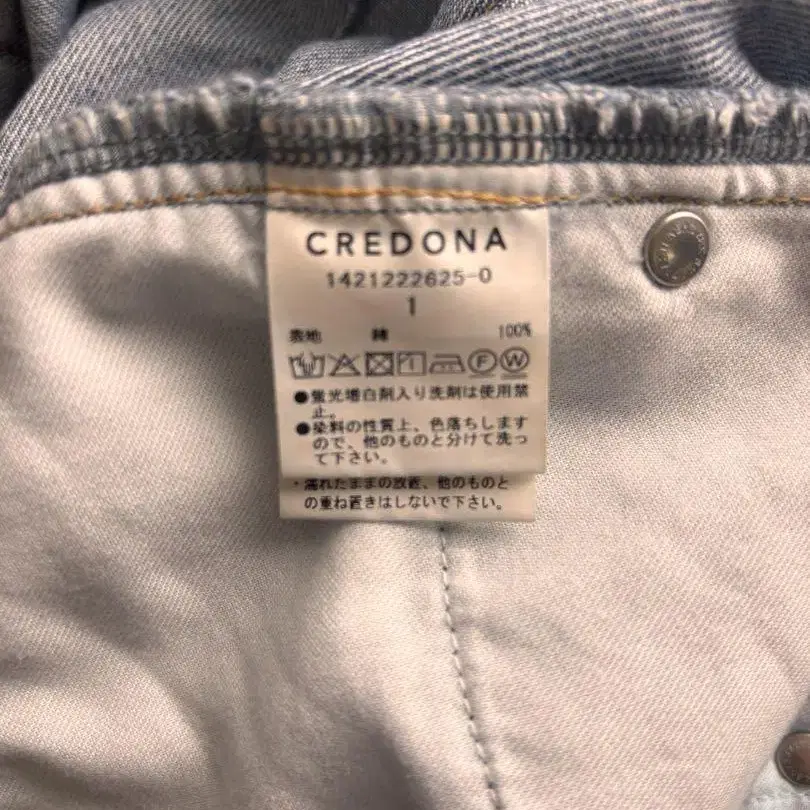 CREDONA
1421222625-0
1
表地 綿 100%
F W
●蛍光増白剤入り洗剤は使用禁
止。
●染料の性質上、色落ちします
ので、他のものと分けて洗っ
て下さい。
・濡れたままの放置、他のものと
の重ね置きはしないで下さい。